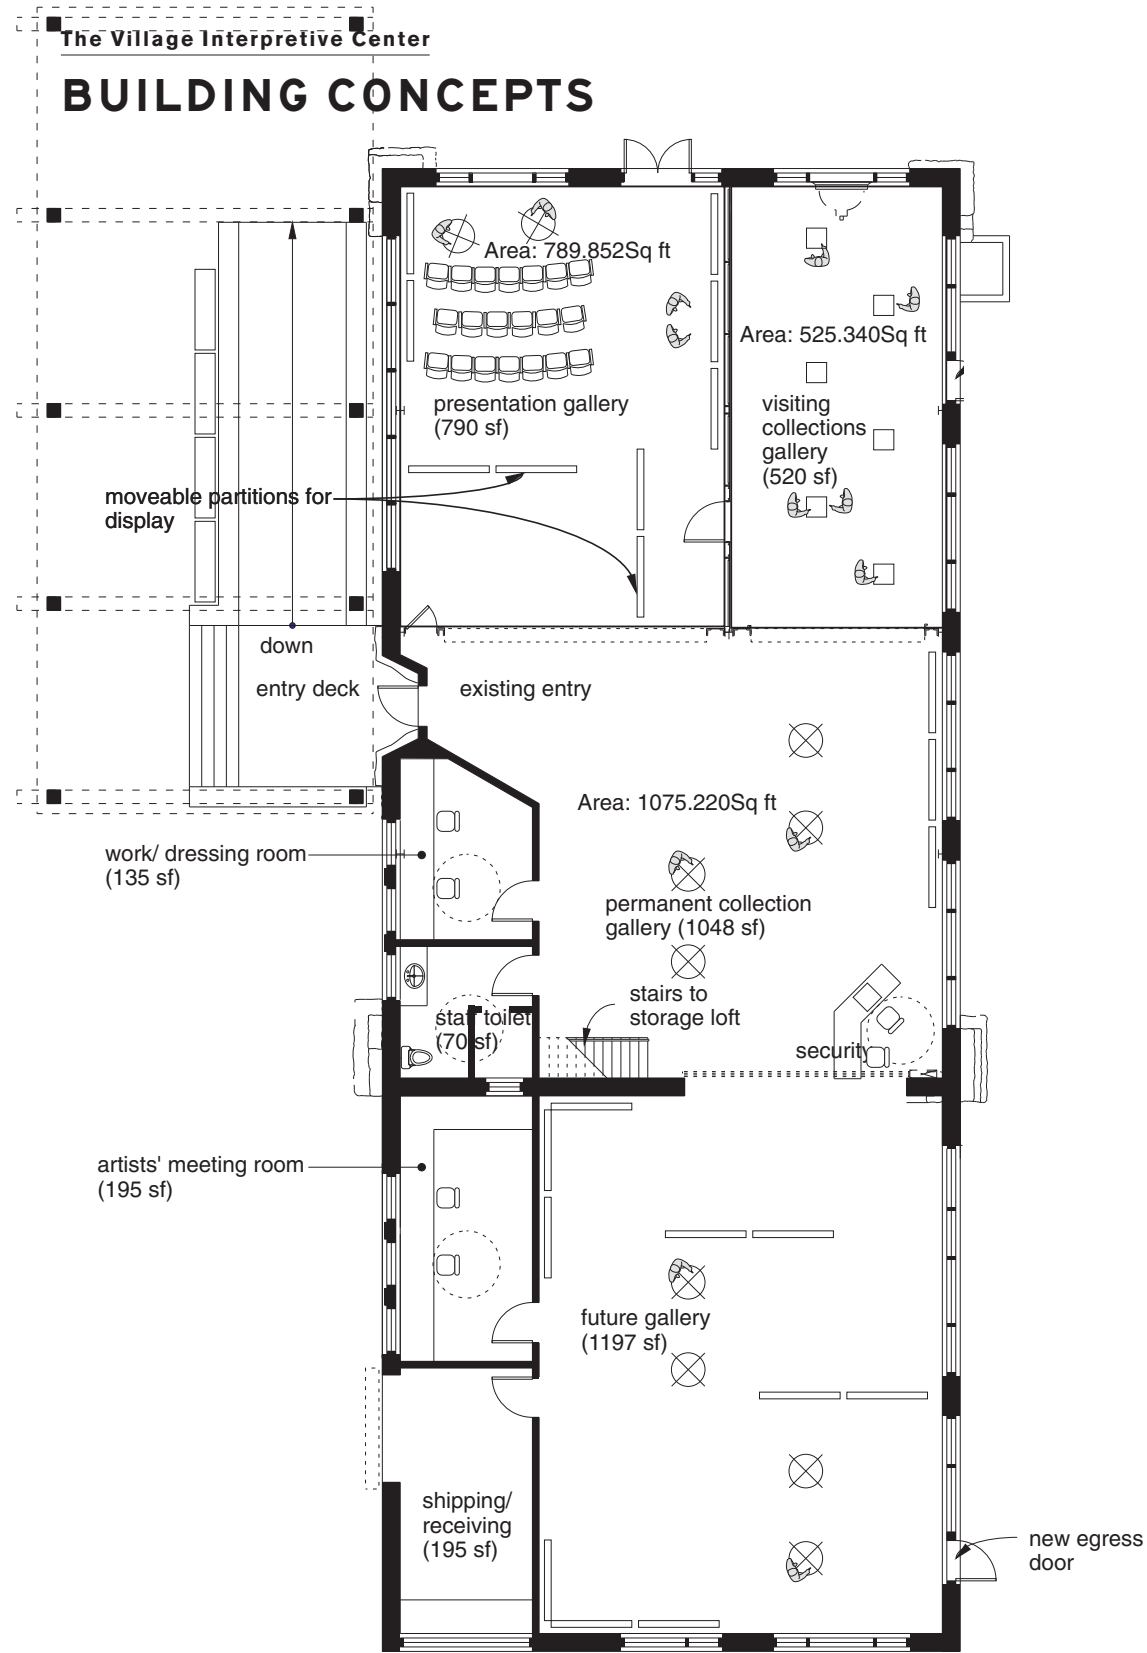 The Village Interpretive Center
BUILDING CONCEPTS
Area: 789.852Sq ft
Area: 525.340Sq ft
presentation gallery
(790 sf)
visiting
collections
gallery
(520 sf)
moveable partitions for
display
down
entry deck
existing entry
Area: 1075.220Sq ft
work/ dressing room
(135 sf)
permanent collection
gallery (1048 sf)
stairs to
storage loft
staff toilet
(70 sf)
security
artists' meeting room
(195 sf)
future gallery
(1197 sf)
shipping/
receiving
(195 sf)
new egress
door